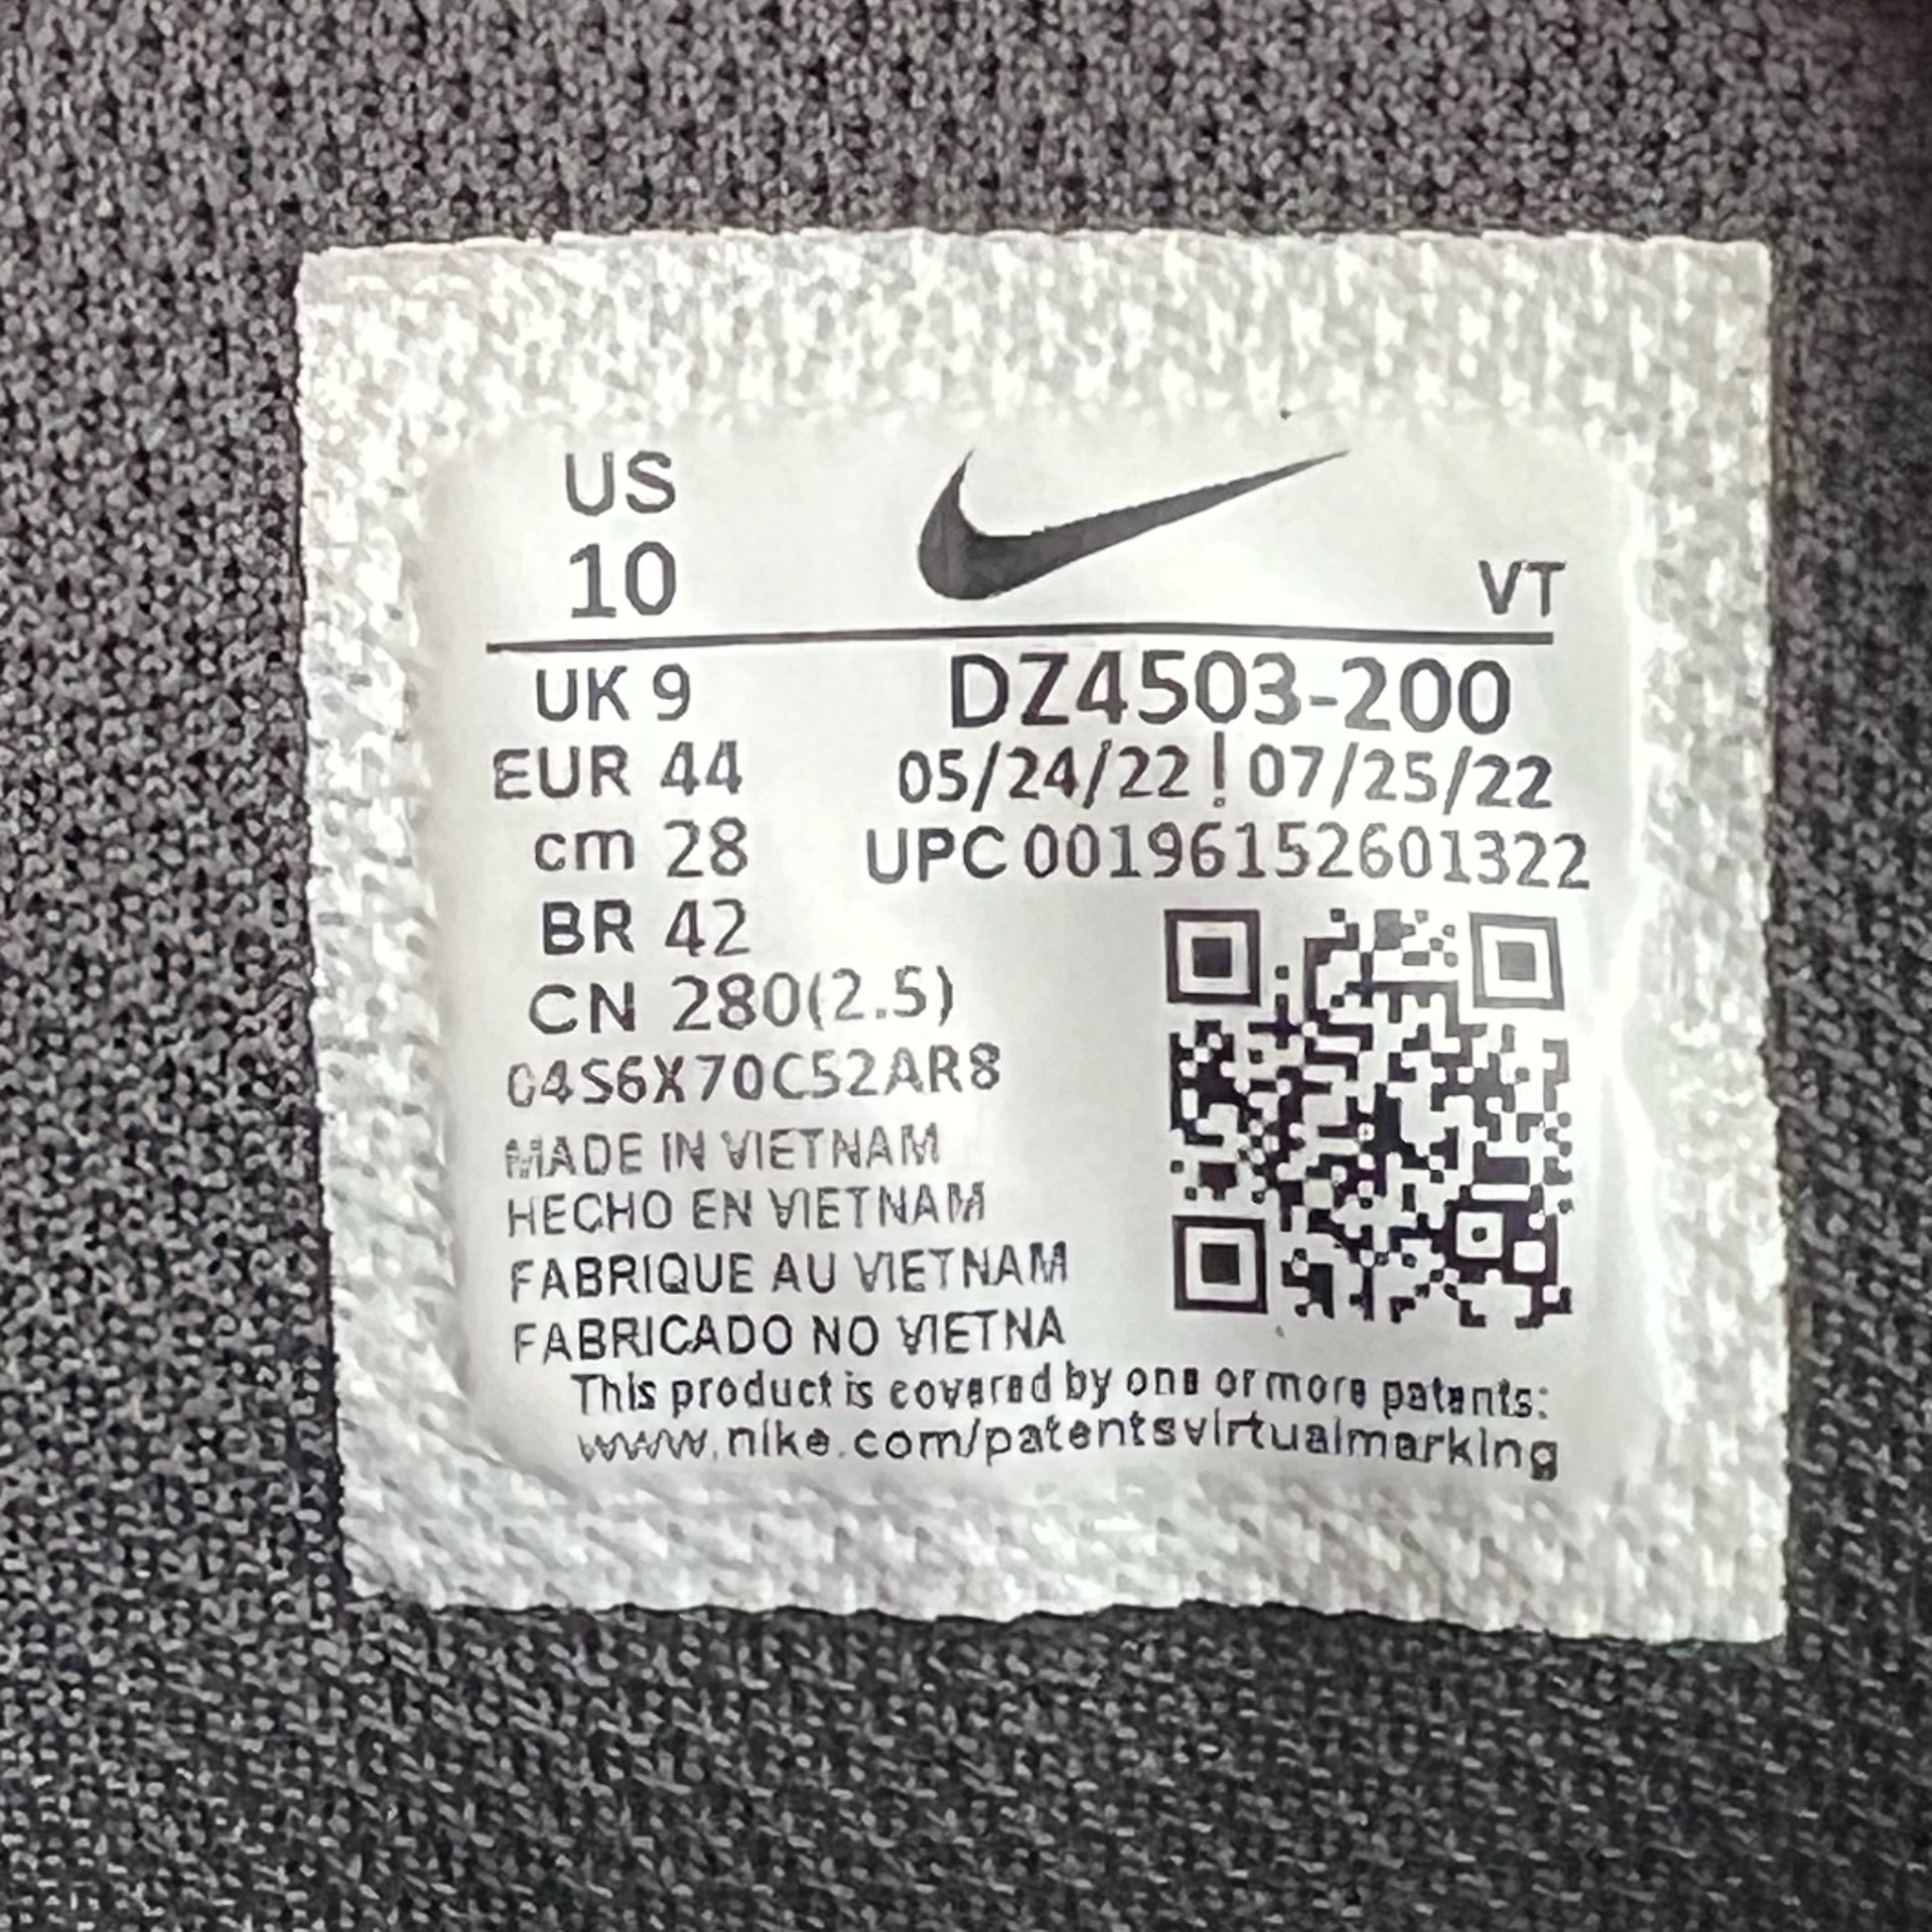 US
10
VT
UK 9
DZ4503-200
EUR 44
05/24/22 ! 07/25/22
cm 28
UPC 00196152601322
BR 42
CN 280(2.5)
04S6X70C52AR8
MADE IN VIETNAM
HECHO EN VIETNAM
FABRIQUE AU VIETNAM
FABRICADO NO VIETNA
This product is covered by one or more patents:
www.nike.com/patentsvirtualmarking